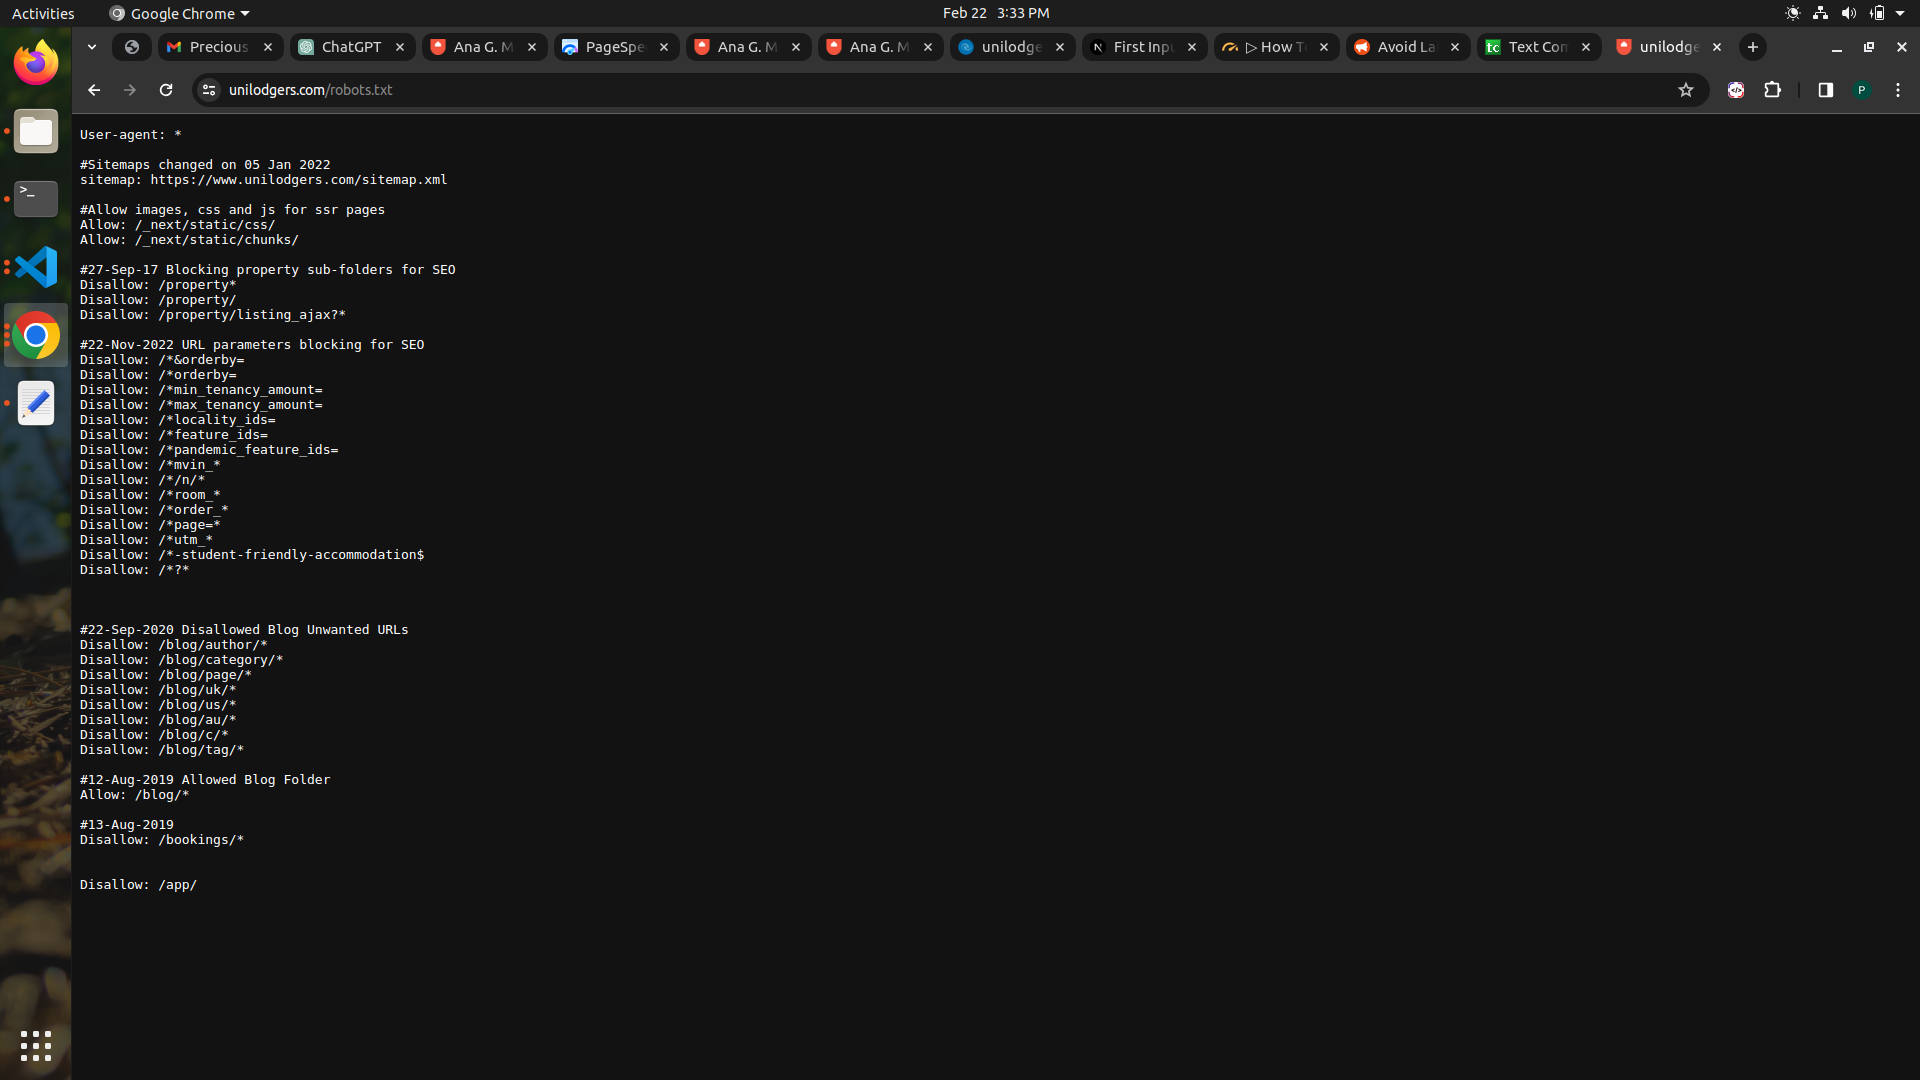 Activities
Google Chrome
Feb 22 3:33 PM
Precious
ChatGPT
Ana G. M
PageSpe
Ana G. M
Ana G. M
unilodge
First Inpu
▷ How T
Avoid La
Text Con
unilodge
unilodgers.com/robots.txt
P
User-agent: *
#Sitemaps changed on 05 Jan 2022
sitemap: https://www.unilodgers.com/sitemap.xml
#Allow images, css and js for ssr pages
Allow: /_next/static/css/
Allow: /_next/static/chunks/
#27-Sep-17 Blocking property sub-folders for SEO
Disallow: /property*
Disallow: /property/
Disallow: /property/listing_ajax?*
#22-Nov-2022 URL parameters blocking for SEO
Disallow: /*&orderby=
Disallow: /*orderby=
Disallow: /*min_tenancy_amount=
Disallow: /*max_tenancy_amount=
Disallow: /*locality_ids=
Disallow: /*feature_ids=
Disallow: /*pandemic_feature_ids=
Disallow: /*mvin_*
Disallow: /*/n/*
Disallow: /*room_*
Disallow: /*order_*
Disallow: /*page=*
Disallow: /*utm_*
Disallow: /*-student-friendly-accommodation$
Disallow: /*?*
#22-Sep-2020 Disallowed Blog Unwanted URLs
Disallow: /blog/author/*
Disallow: /blog/category/*
Disallow: /blog/page/*
Disallow: /blog/uk/*
Disallow: /blog/us/*
Disallow: /blog/au/*
Disallow: /blog/c/*
Disallow: /blog/tag/*
#12-Aug-2019 Allowed Blog Folder
Allow: /blog/*
#13-Aug-2019
Disallow: /bookings/*
Disallow: /app/